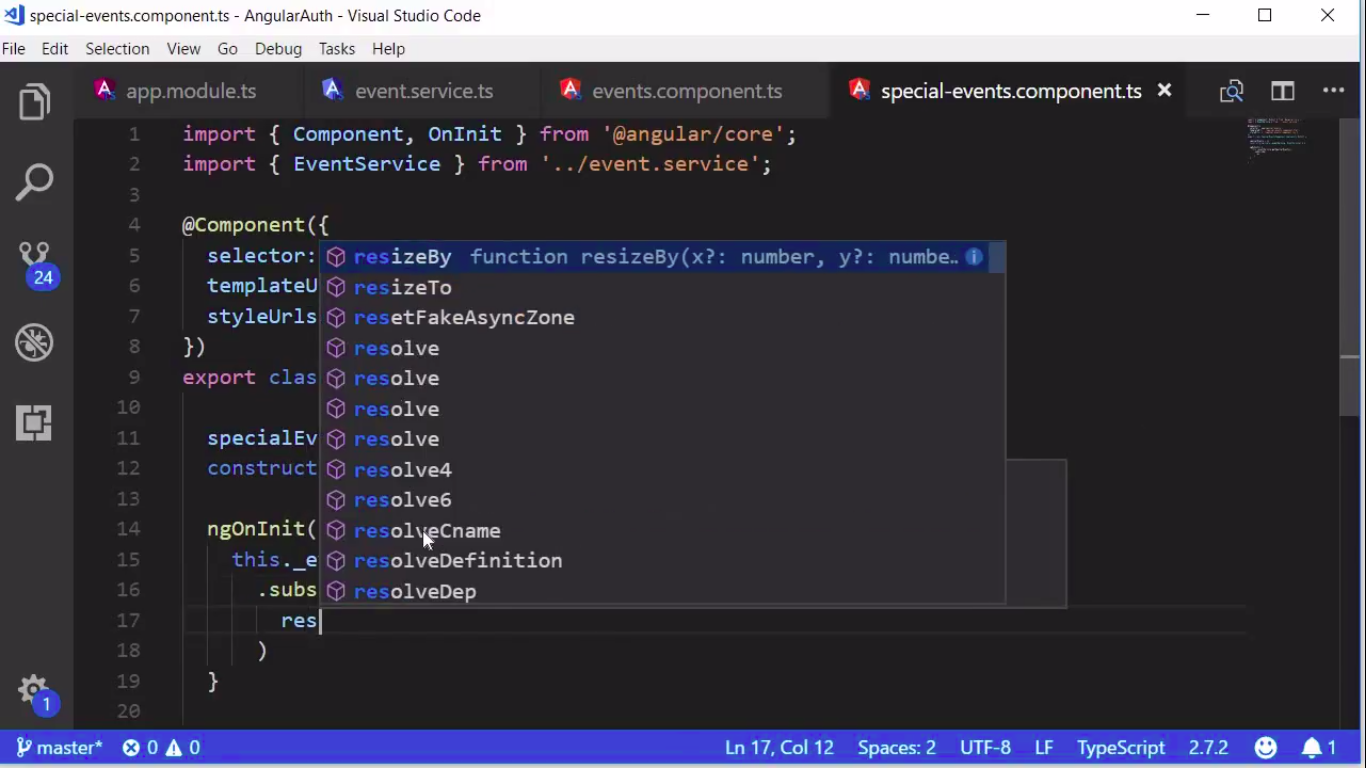 special-events.component.ts - AngularAuth - Visual Studio Code
File Edit Selection View Go Debug Tasks Help
app.module.ts event.service.ts events.component.ts special-events.component.ts
1 import { Component, OnInit } from '@angular/core';
2 import { EventService } from '../event.service';
3
4 @Component({
5 selector: resizeBy function resizeBy(x?: number, y?: numbe..
6 templateU resizeTo
7 styleUrls resetFakeAsyncZone
8 }) resolve
9 export clas resolve
10 resolve
11 specialEv resolve
12 construct resolve4
13 resolve6
14 ngOnInit( resolveCname
15 this._e resolveDefinition
16 .subs resolveDep
17 res
18 )
19 }
20
24
1
master* 0 0 Ln 17, Col 12 Spaces: 2 UTF-8 LF TypeScript 2.7.2 1